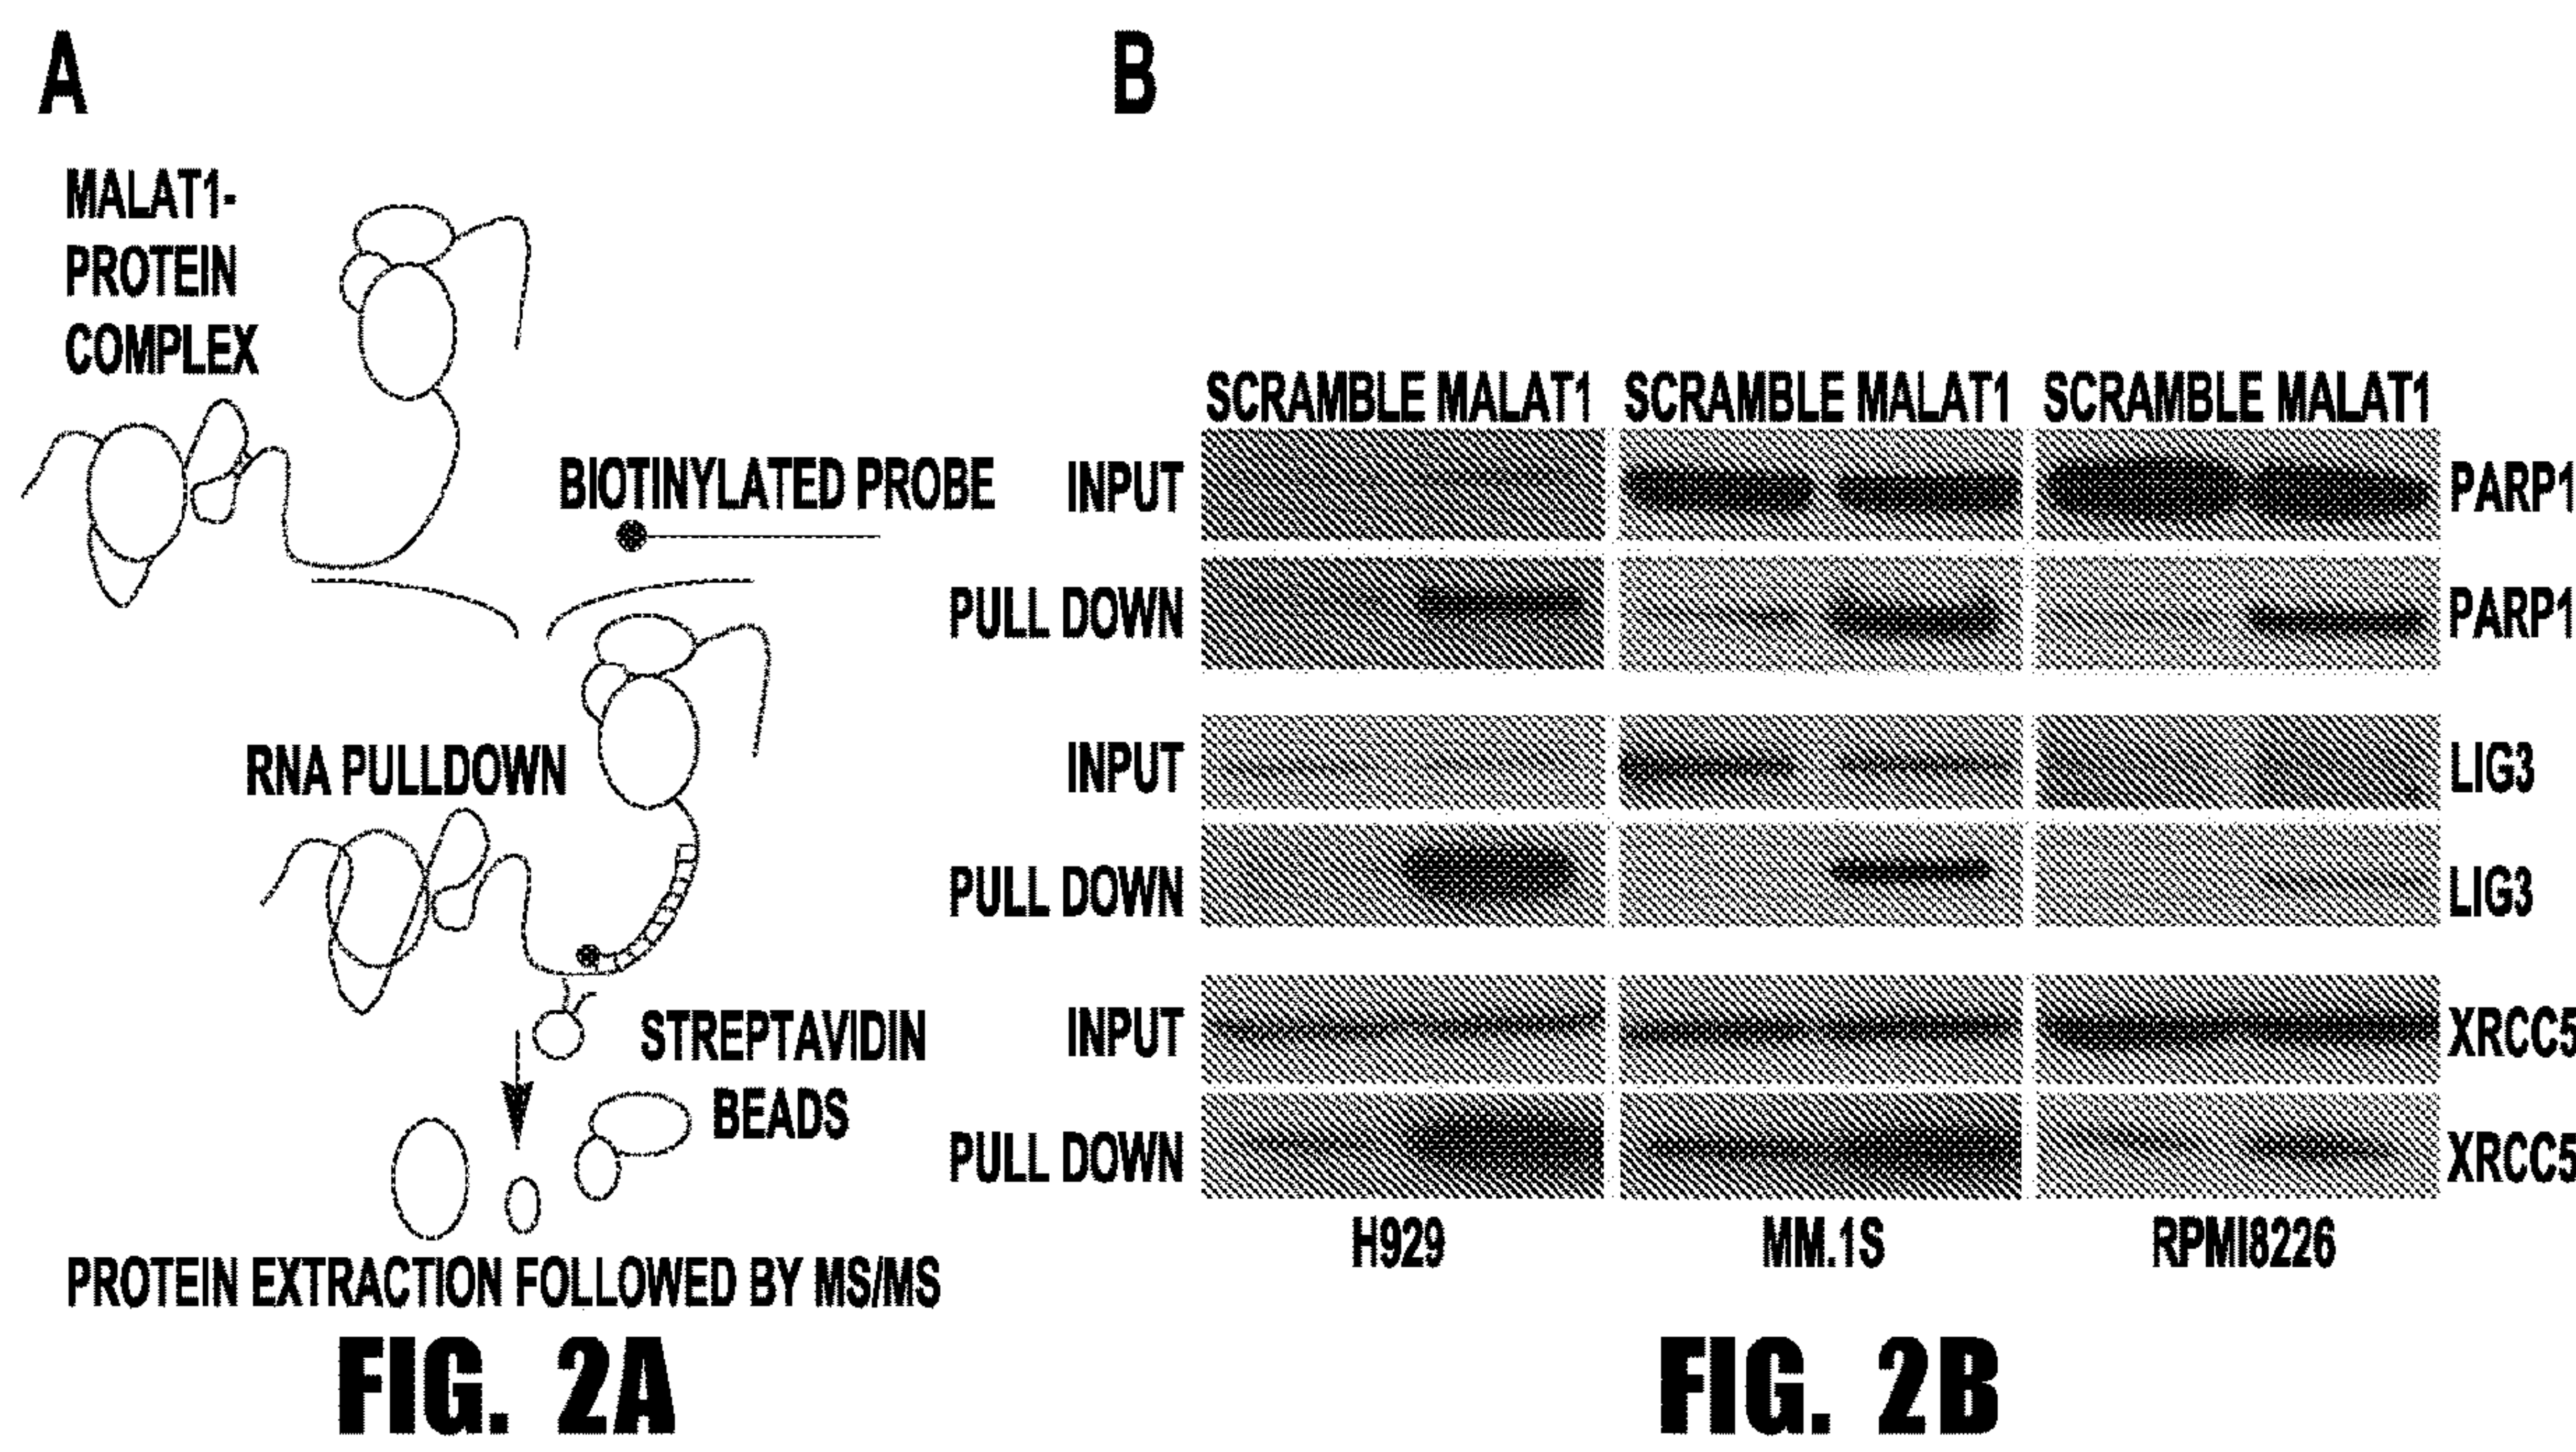 A
MALAT1-
PROTEIN
COMPLEX
BIOTINYLATED PROBE
RNA PULLDOWN
STREPTAVIDIN
BEADS
PROTEIN EXTRACTION FOLLOWED BY MS/MS
FIG. 2A
B
SCRAMBLE MALAT1 SCRAMBLE MALAT1 SCRAMBLE MALAT1
INPUT PARP1
PULL DOWN PARP1
INPUT LIG3
PULL DOWN LIG3
INPUT XRCC5
PULL DOWN XRCC5
H929 MM.1S RPMI8226
FIG. 2B